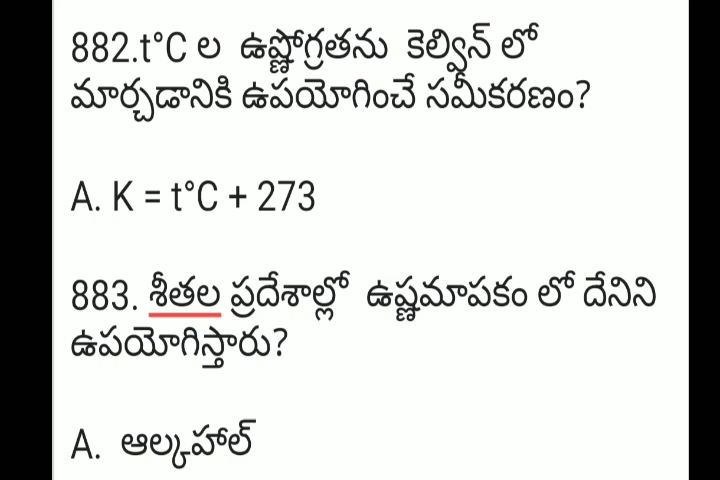 882.t°C ల ఉష్ణోగ్రతను కెల్విన్ లో
మార్చడానికి ఉపయోగించే సమీకరణం?
A. K = t°C + 273
883. శీతల ప్రదేశాల్లో ఉష్ణమాపకం లో దేనిని
ఉపయోగిస్తారు?
A. ఆల్కహాల్